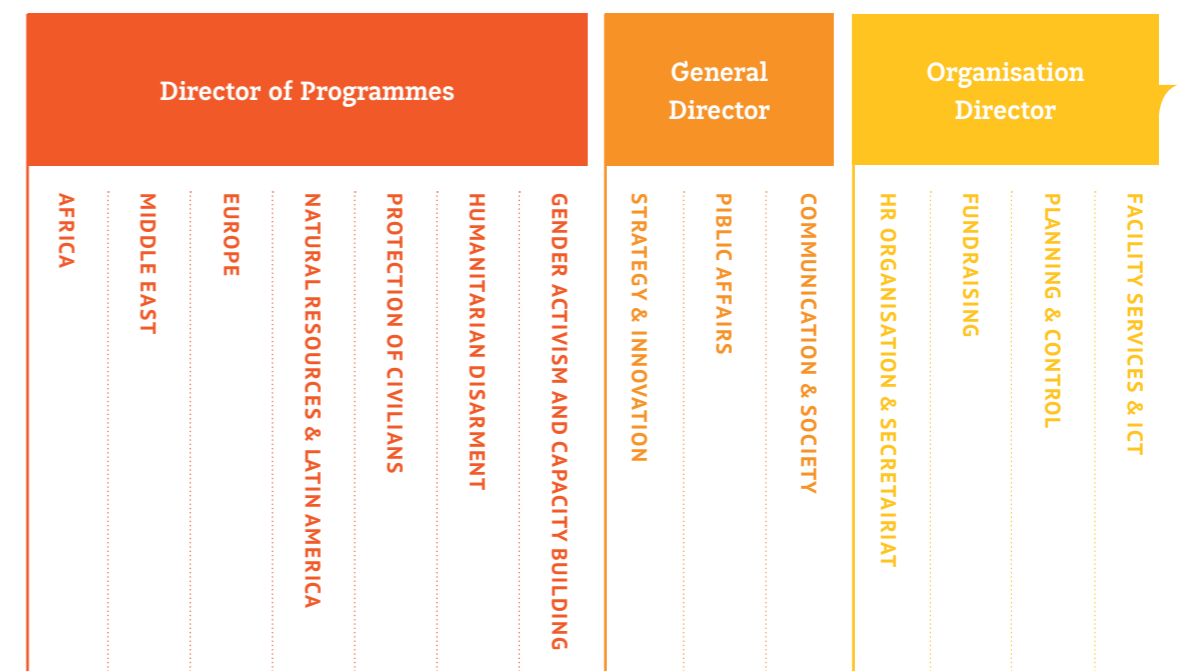 Director of Programmes
AFRICA
MIDDLE EAST
EUROPE
NATURAL RESOURCES & LATIN AMERICA
PROTECTION OF CIVILIANS
HUMANITARIAN DISARMENT
GENDER ACTIVISM AND CAPACITY BUILDING
General
Director
STRATEGY & INNOVATION
PIBLIC AFFAIRS
COMMUNICATION & SOCIETY
Organisation
Director
HR ORGANISATION & SECRETAIRIAT
FUNDRAISING
PLANNING & CONTROL
FACILITY SERVICES & ICT